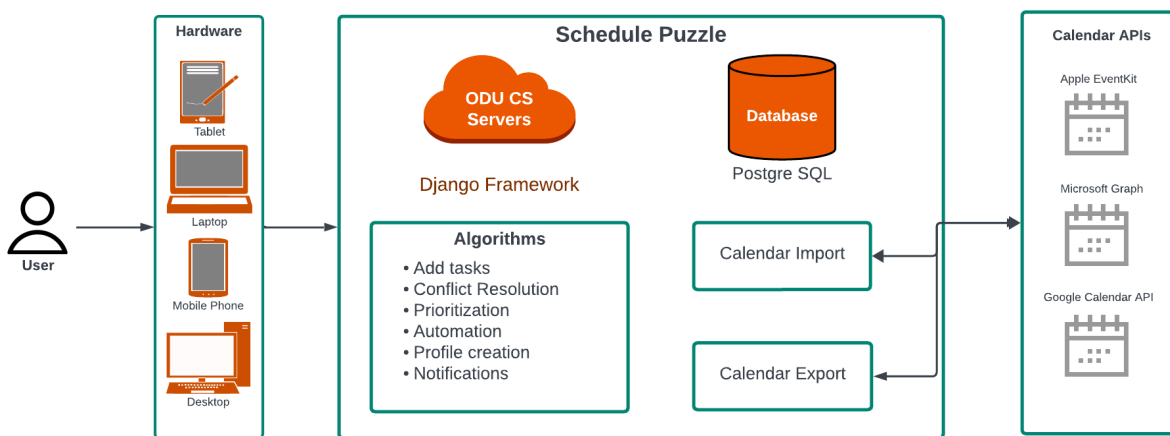 User
Hardware
Tablet
Laptop
Mobile Phone
Desktop
Schedule Puzzle
ODU CS
Servers
Django Framework
Database
Postgre SQL
Algorithms
• Add tasks
• Conflict Resolution
• Prioritization
• Automation
• Profile creation
• Notifications
Calendar Import
Calendar Export
Calendar APIs
Apple EventKit
Microsoft Graph
Google Calendar API